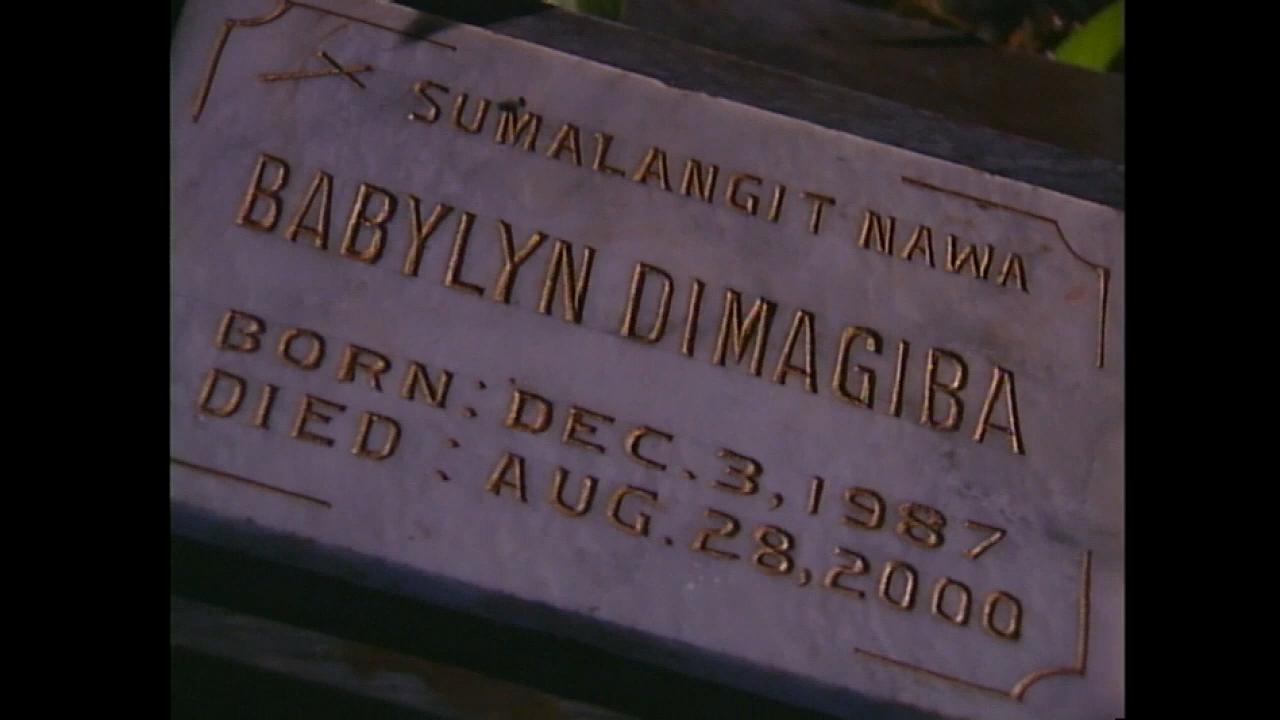 SUMALANGIT NAWA
BABYLYN DIMAGIBA
BORN: DEC. 3, 1987
DIED : AUG. 28, 2000